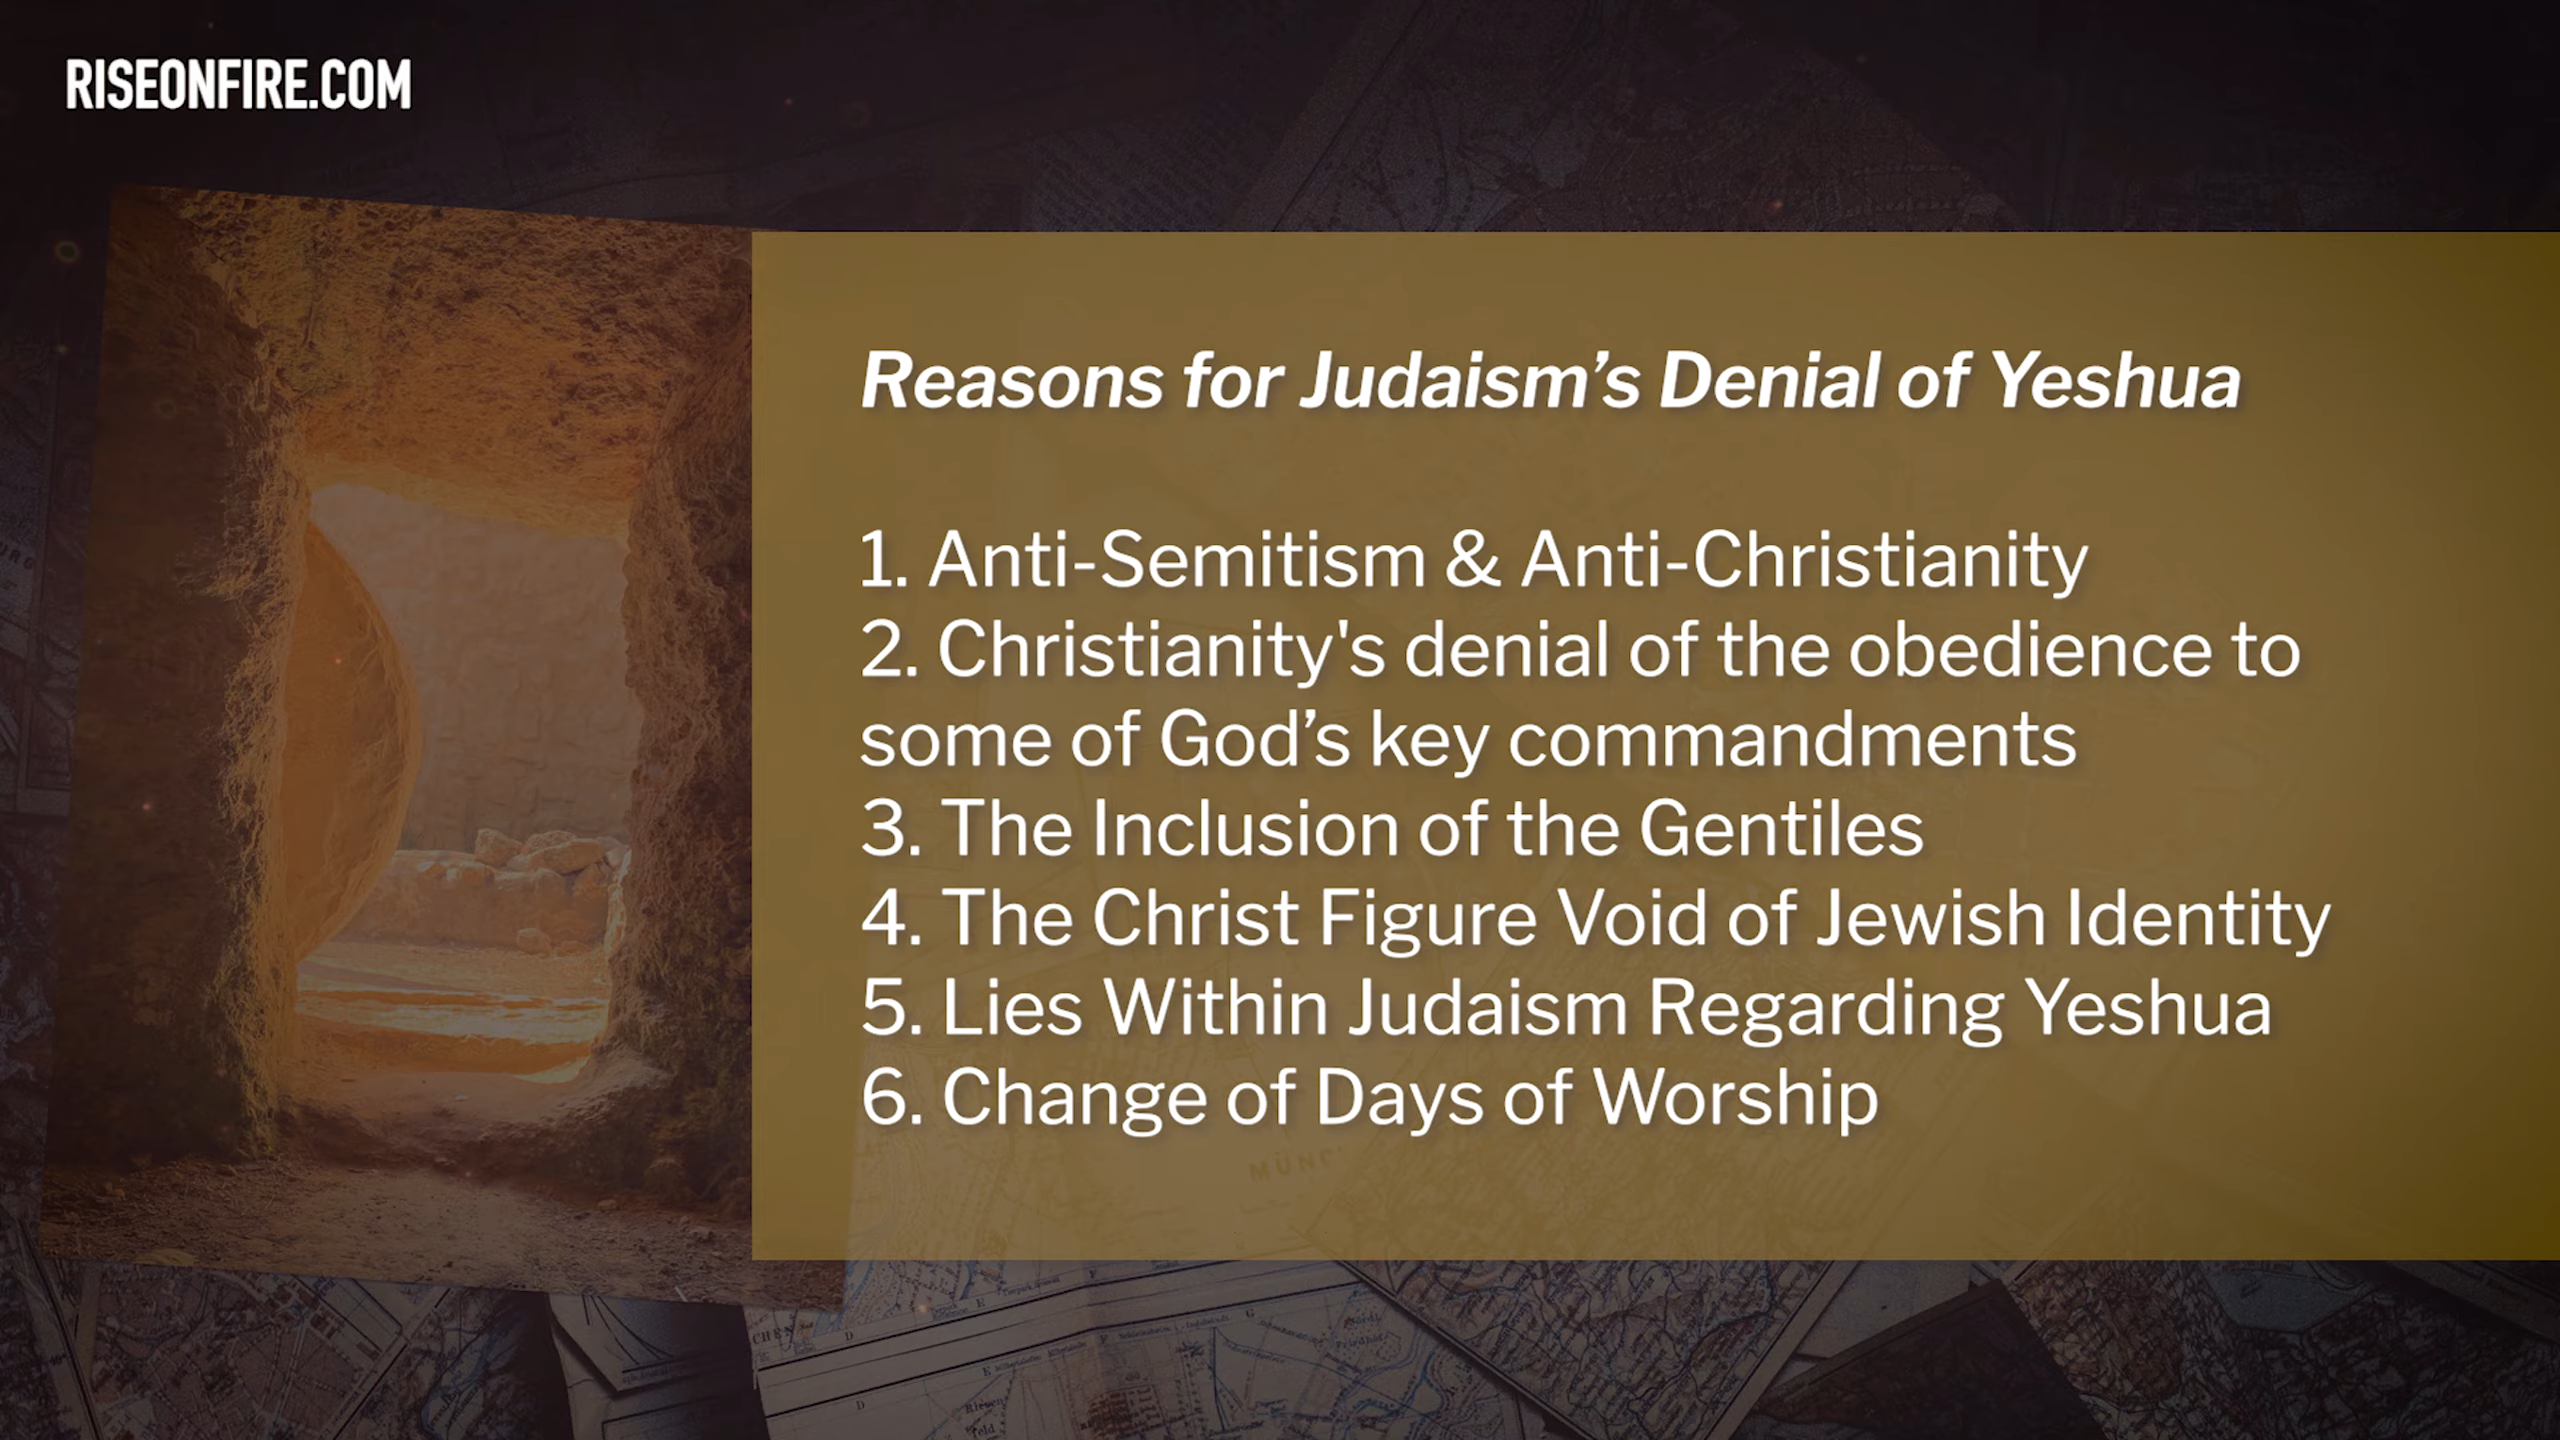 RISEONFIRE.COM
Reasons for Judaism’s Denial of Yeshua
1. Anti-Semitism & Anti-Christianity
2. Christianity's denial of the obedience to
some of God’s key commandments
3. The Inclusion of the Gentiles
4. The Christ Figure Void of Jewish Identity
5. Lies Within Judaism Regarding Yeshua
6. Change of Days of Worship
MÜNC
CHEN